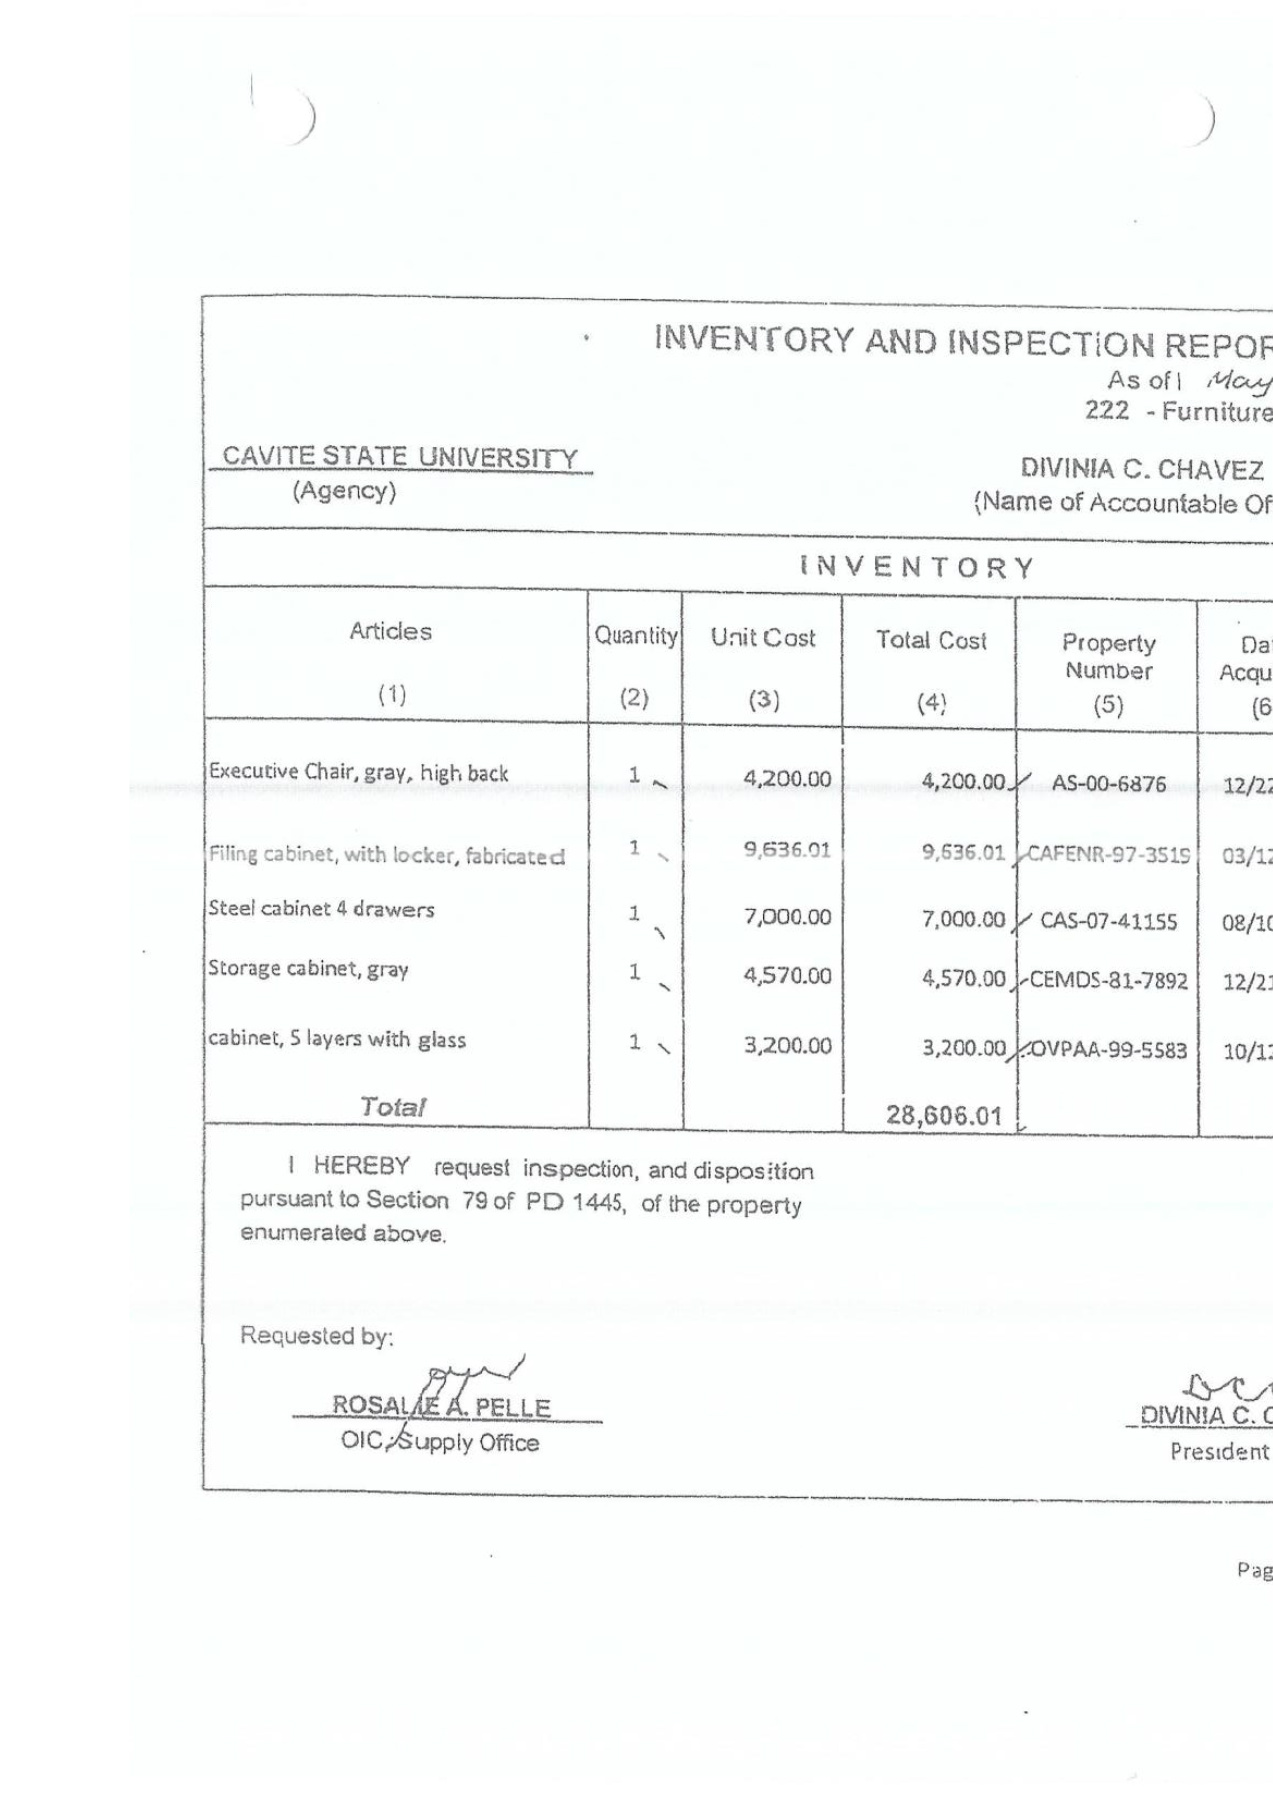 INVENTORY AND INSPECTION REPOR
As of May
222 - Furniture
CAVITE STATE UNIVERSITY
(Agency)
DIVINIA C. CHAVEZ
(Name of Accountable Of
INVENTORY
Articles Quantity Unit Cost Total Cost Property Number Da Acqu
(1) (2) (3) (4) (5) (6
Executive Chair, gray, high back 1 4,200.00 4,200.00 AS-00-6876 12/22
Filing cabinet, with locker, fabricated 1 9,636.01 9,636.01 CAFENR-97-3519 03/12
Steel cabinet 4 drawers 1 7,000.00 7,000.00 CAS-07-41155 08/10
Storage cabinet, gray 1 4,570.00 4,570.00 CEMDS-81-7892 12/21
cabinet, 5 layers with glass 1 3,200.00 3,200.00 OVPAA-99-5583 10/12
Total 28,606.01
I HEREBY request inspection, and disposition
pursuant to Section 79 of PD 1445, of the property
enumerated above.
Requested by:
ROSALIE A. PELLE
OIC, Supply Office
DIVINIA C. C
President
Pag